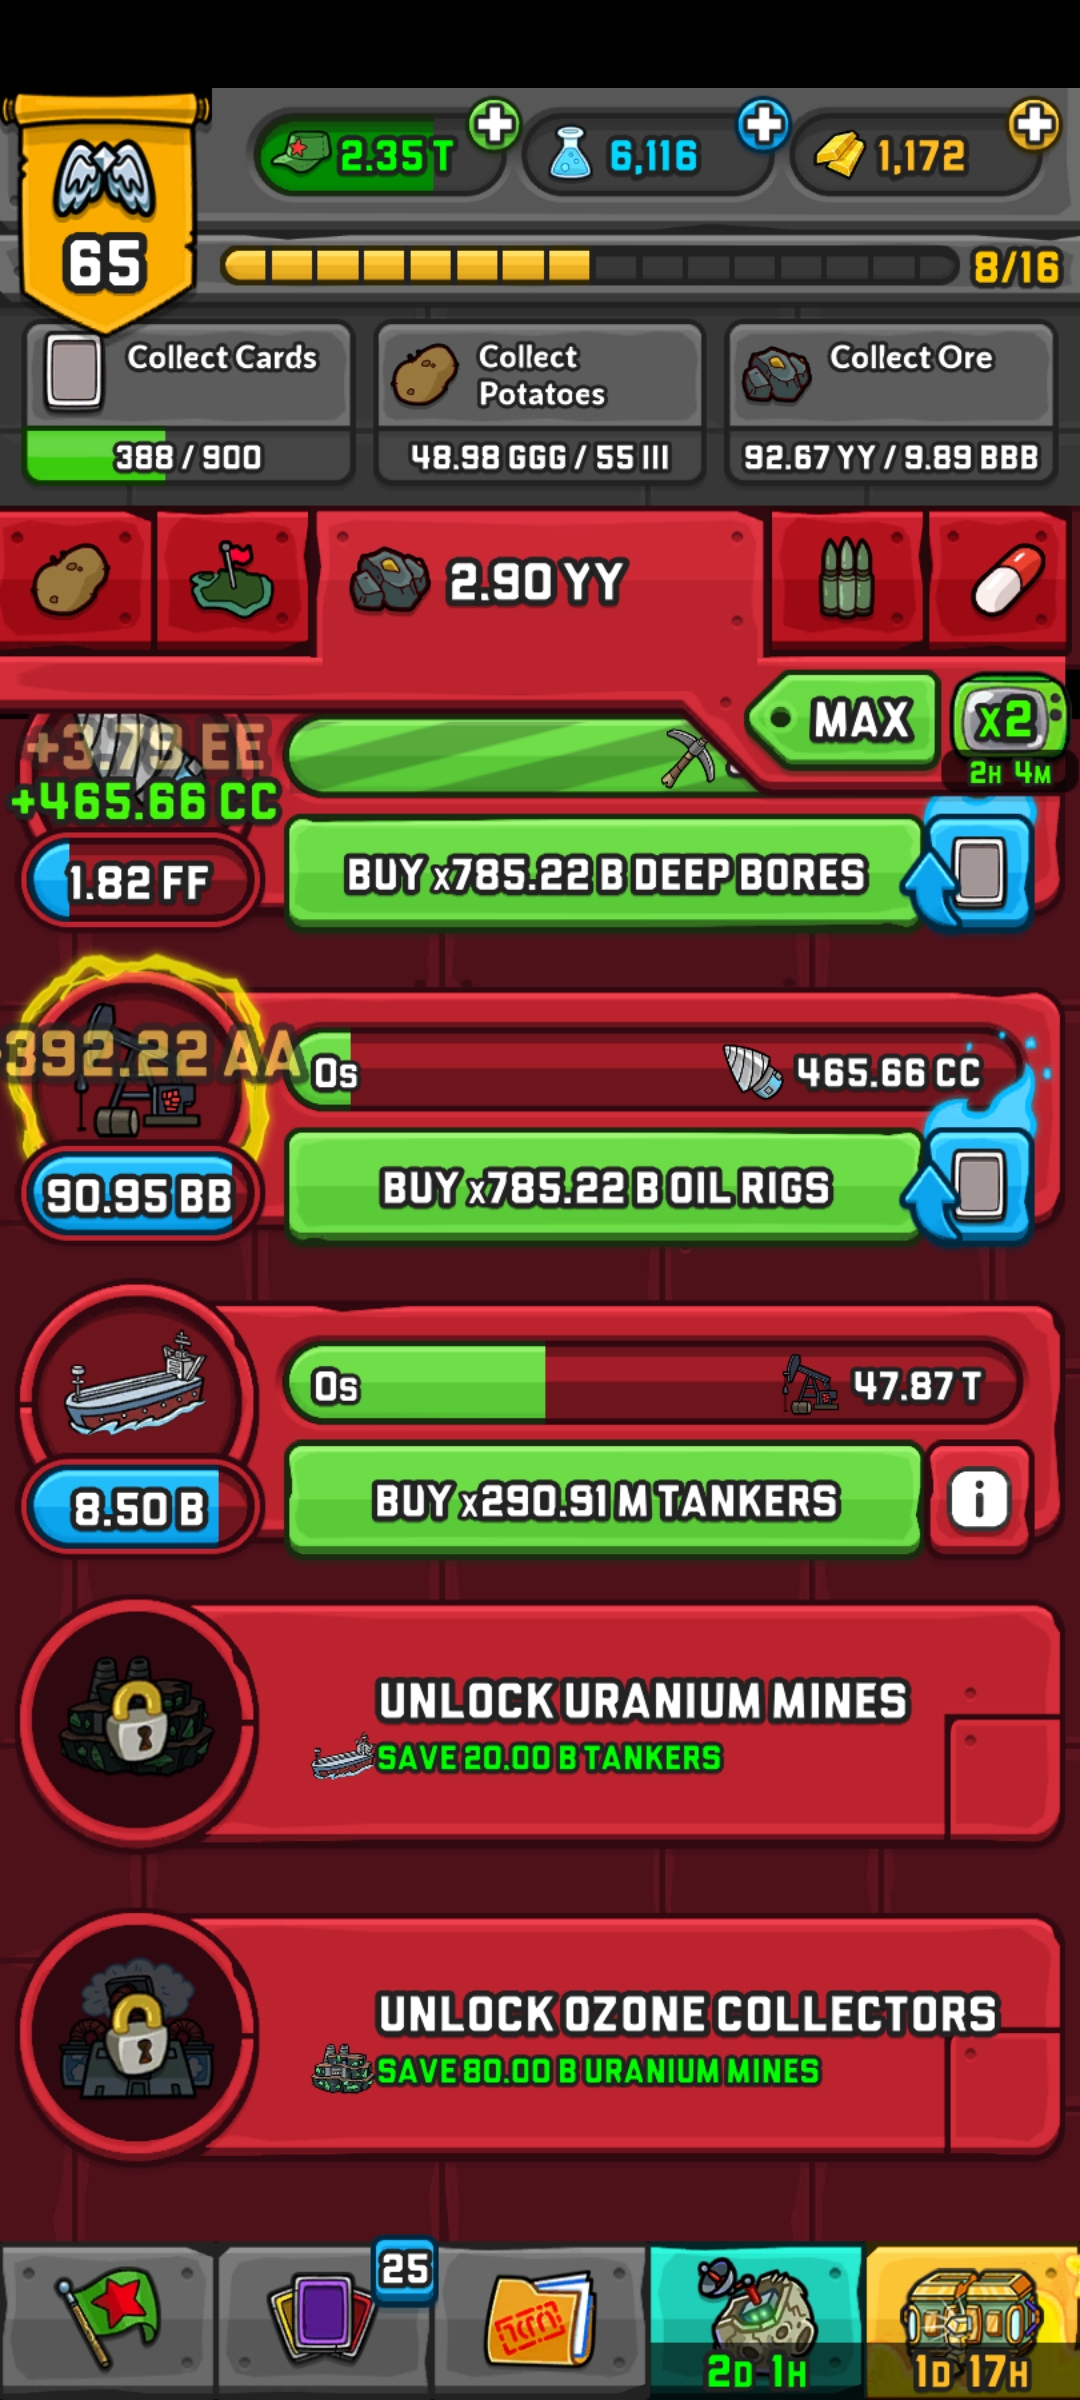 65
2.35 T
6,116
1,172
8/16
Collect Cards
388 / 900
Collect
Potatoes
48.98 GGG / 55 III
Collect Ore
92.67 YY / 9.89 BBB
2.90 YY
MAX
x2
2H 4M
+3.79 EE
+465.66 CC
1.82 FF
BUY x785.22 B DEEP BORES
392.22 AA
0s
465.66 CC
90.95 BB
BUY x785.22 B OIL RIGS
0s
47.87 T
8.50 B
BUY x290.91 M TANKERS
i
UNLOCK URANIUM MINES
SAVE 20.00 B TANKERS
UNLOCK OZONE COLLECTORS
SAVE 80.00 B URANIUM MINES
25
2D 1H
1D 17H